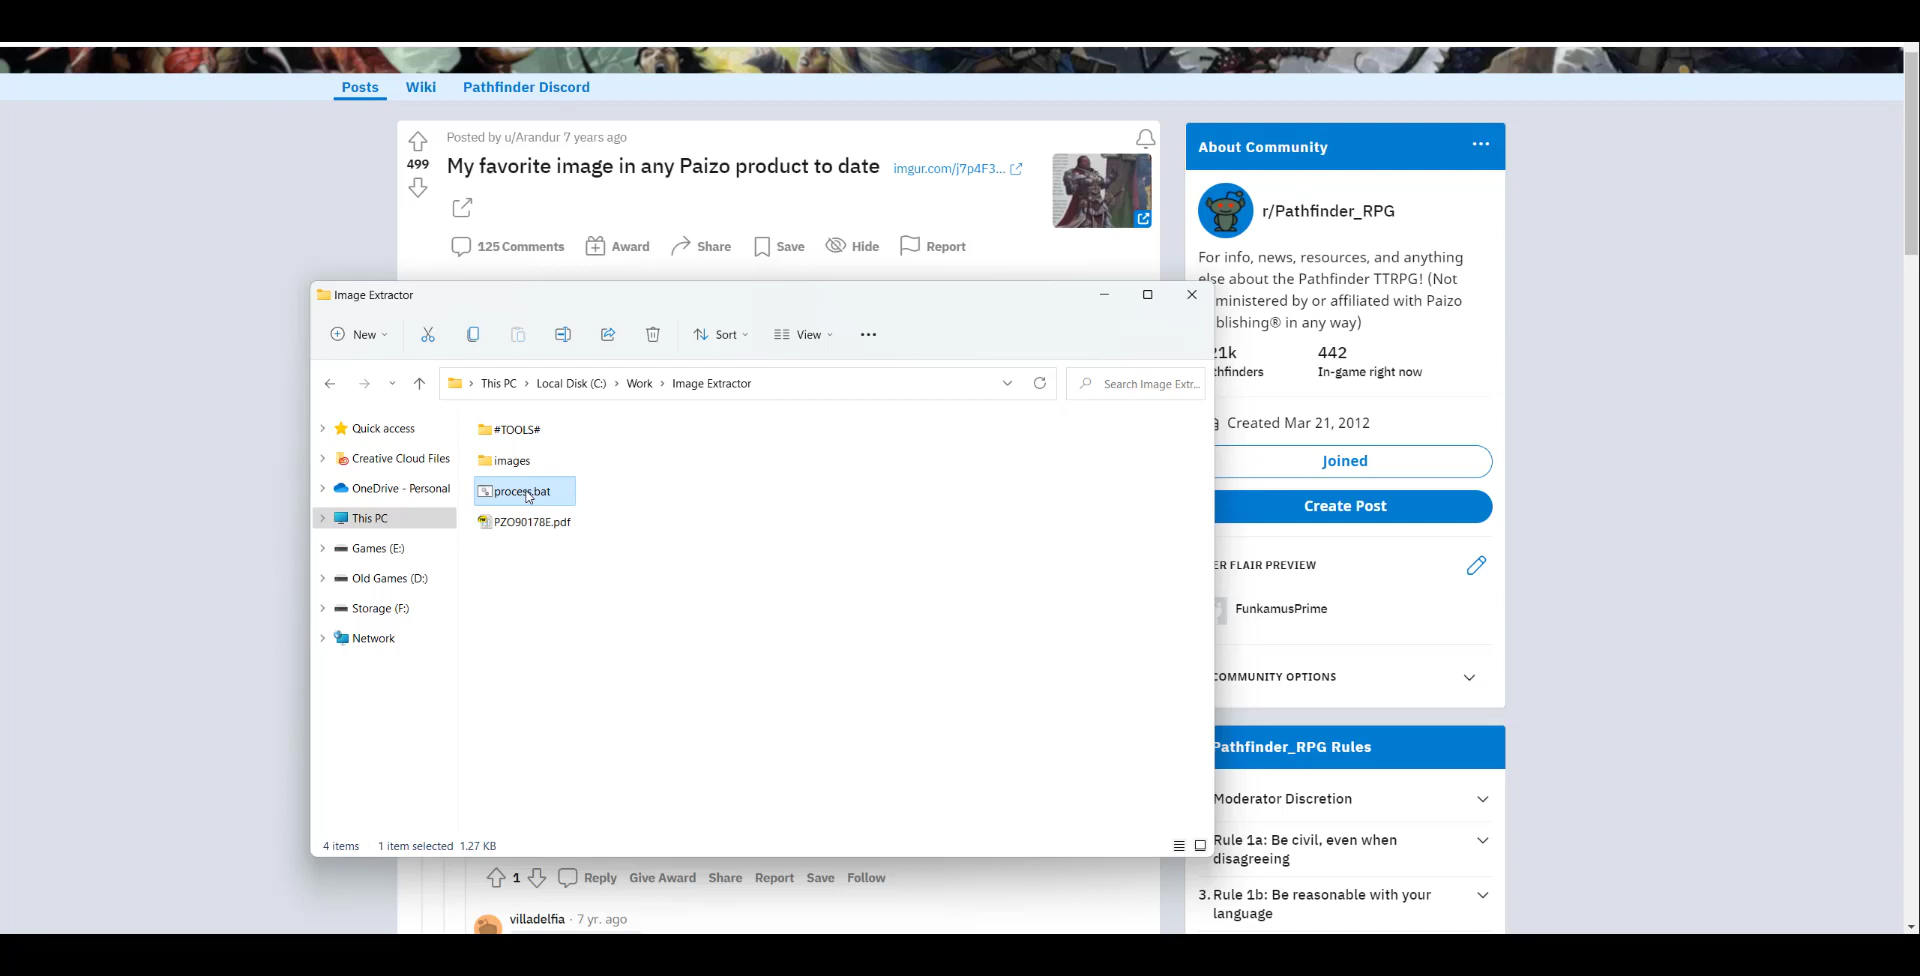 Posts Wiki Pathfinder Discord
Posted by u/Arandur 7 years ago
499
My favorite image in any Paizo product to date imgur.com/j7p4F3...
125 Comments Award Share Save Hide Report
About Community
r/Pathfinder_RPG
For info, news, resources, and anything
else about the Pathfinder TTRPG! (Not
ministered by or affiliated with Paizo
blishing® in any way)
21k 442
thfinders In-game right now
Created Mar 21, 2012
Joined
Create Post
ER FLAIR PREVIEW
FunkamusPrime
COMMUNITY OPTIONS
Pathfinder_RPG Rules
Moderator Discretion
Rule 1a: Be civil, even when
disagreeing
3. Rule 1b: Be reasonable with your
language
Image Extractor
New Sort View
This PC Local Disk (C:) Work Image Extractor
Search Image Extr...
Quick access
Creative Cloud Files
OneDrive - Personal
This PC
Games (E:)
Old Games (D:)
Storage (F:)
Network
#TOOLS#
images
process.bat
PZO90178E.pdf
4 items 1 item selected 1.27 KB
1 Reply Give Award Share Report Save Follow
villadelfia · 7 yr. ago